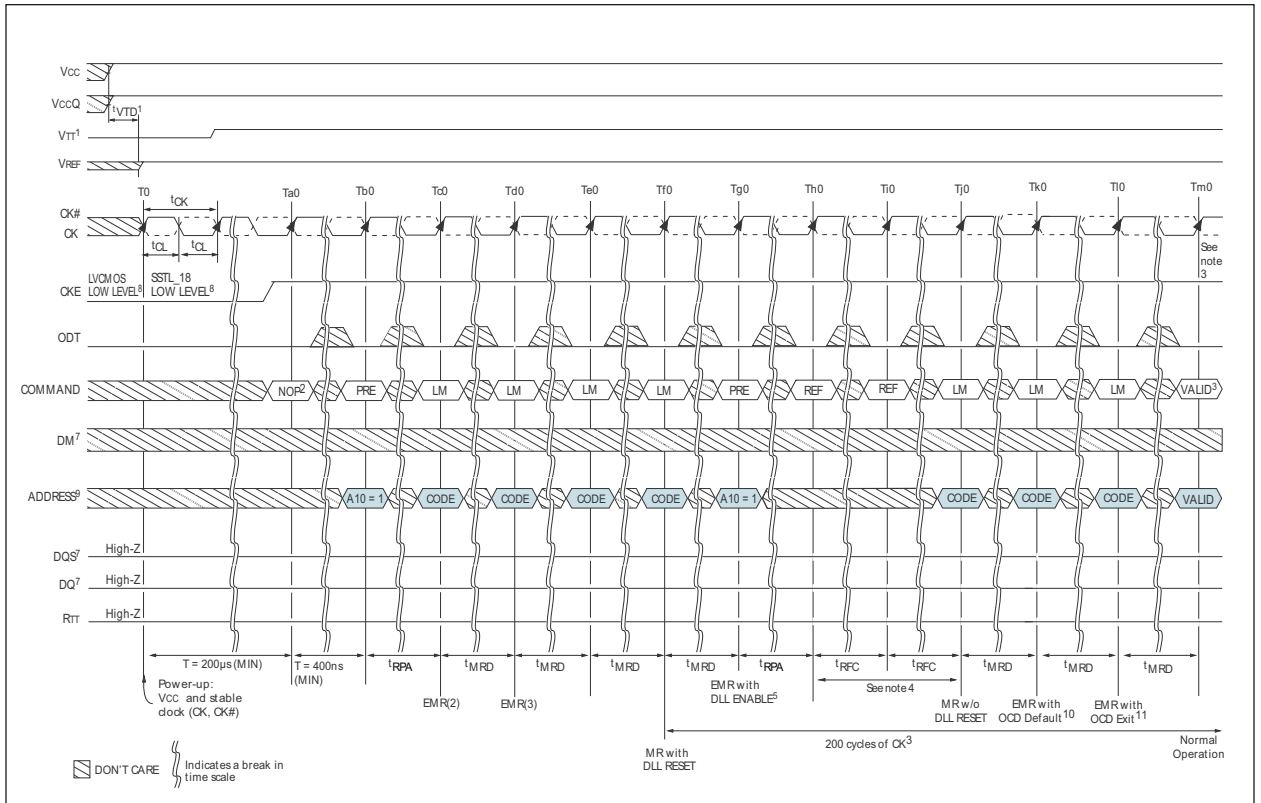 VCC
VCCQ
tVTD1
VTT1
VREF
T0 Ta0 Tb0 Tc0 Td0 Te0 Tf0 Tg0 Th0 Ti0 Tj0 Tk0 Tl0 Tm0
tCK
CK#
CK
tCL tCL
See
note
3
LVCMOS
LOW LEVEL8
SSTL_18
LOW LEVEL8
CKE
ODT
COMMAND NOP2 PRE LM LM LM LM PRE REF REF LM LM LM VALID3
DM7
ADDRESS9 A10 = 1 CODE CODE CODE CODE A10 = 1 CODE CODE CODE VALID
DQS7 High-Z
DQ7 High-Z
RTT High-Z
T = 200µs (MIN)
T = 400ns
(MIN)
tRPA tMRD tMRD tMRD tMRD tRPA tRFC tRFC tMRD tMRD tMRD
Power-up:
VCC and stable
clock (CK, CK#)
EMR(2)
EMR(3)
EMR with
DLL ENABLE5
See note 4
MR w/o
DLL RESET
EMR with
OCD Default10
EMR with
OCD Exit11
MR with
DLL RESET
200 cycles of CK3
Normal
Operation
DON'T CARE
Indicates a break in
time scale